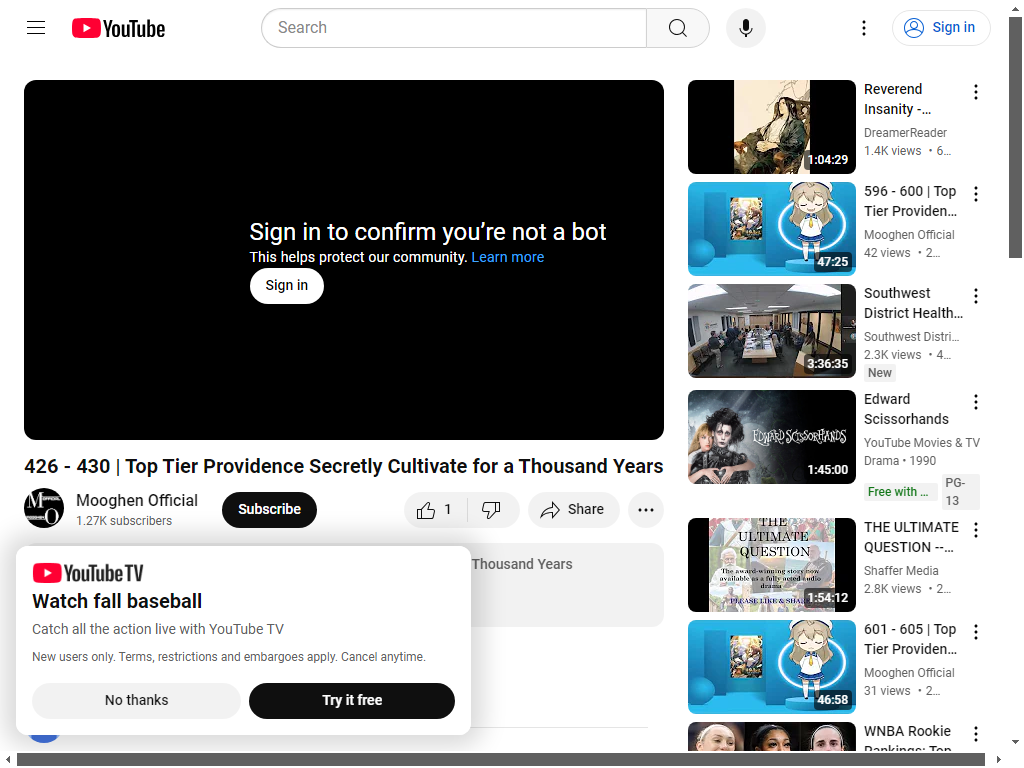 YouTube
Search
Sign in
Sign in to confirm you're not a bot
This helps protect our community. Learn more
Sign in
426 - 430 | Top Tier Providence Secretly Cultivate for a Thousand Years
Mooghen Official
1.27K subscribers
Subscribe
1
Share
Thousand Years
YouTube TV
Watch fall baseball
Catch all the action live with YouTube TV
New users only. Terms, restrictions and embargoes apply. Cancel anytime.
No thanks
Try it free
1:04:29
Reverend
Insanity -...
DreamerReader
1.4K views • 6...
47:25
596 - 600 | Top
Tier Providen...
Mooghen Official
42 views • 2...
3:36:35
Southwest
District Health...
Southwest Distri...
2.3K views • 4...
New
EDWARD SCISSORHANDS
1:45:00
Edward
Scissorhands
YouTube Movies & TV
Drama • 1990
Free with ...
PG-
13
THE
ULTIMATE
QUESTION
The award-winning story now
available as a fully noted audio
drama
PLEASE LIKE & SHARE
1:54:12
THE ULTIMATE
QUESTION --...
Shaffer Media
2.8K views • 2...
46:58
601 - 605 | Top
Tier Providen...
Mooghen Official
31 views • 2...
WNBA Rookie
Rankings: Top